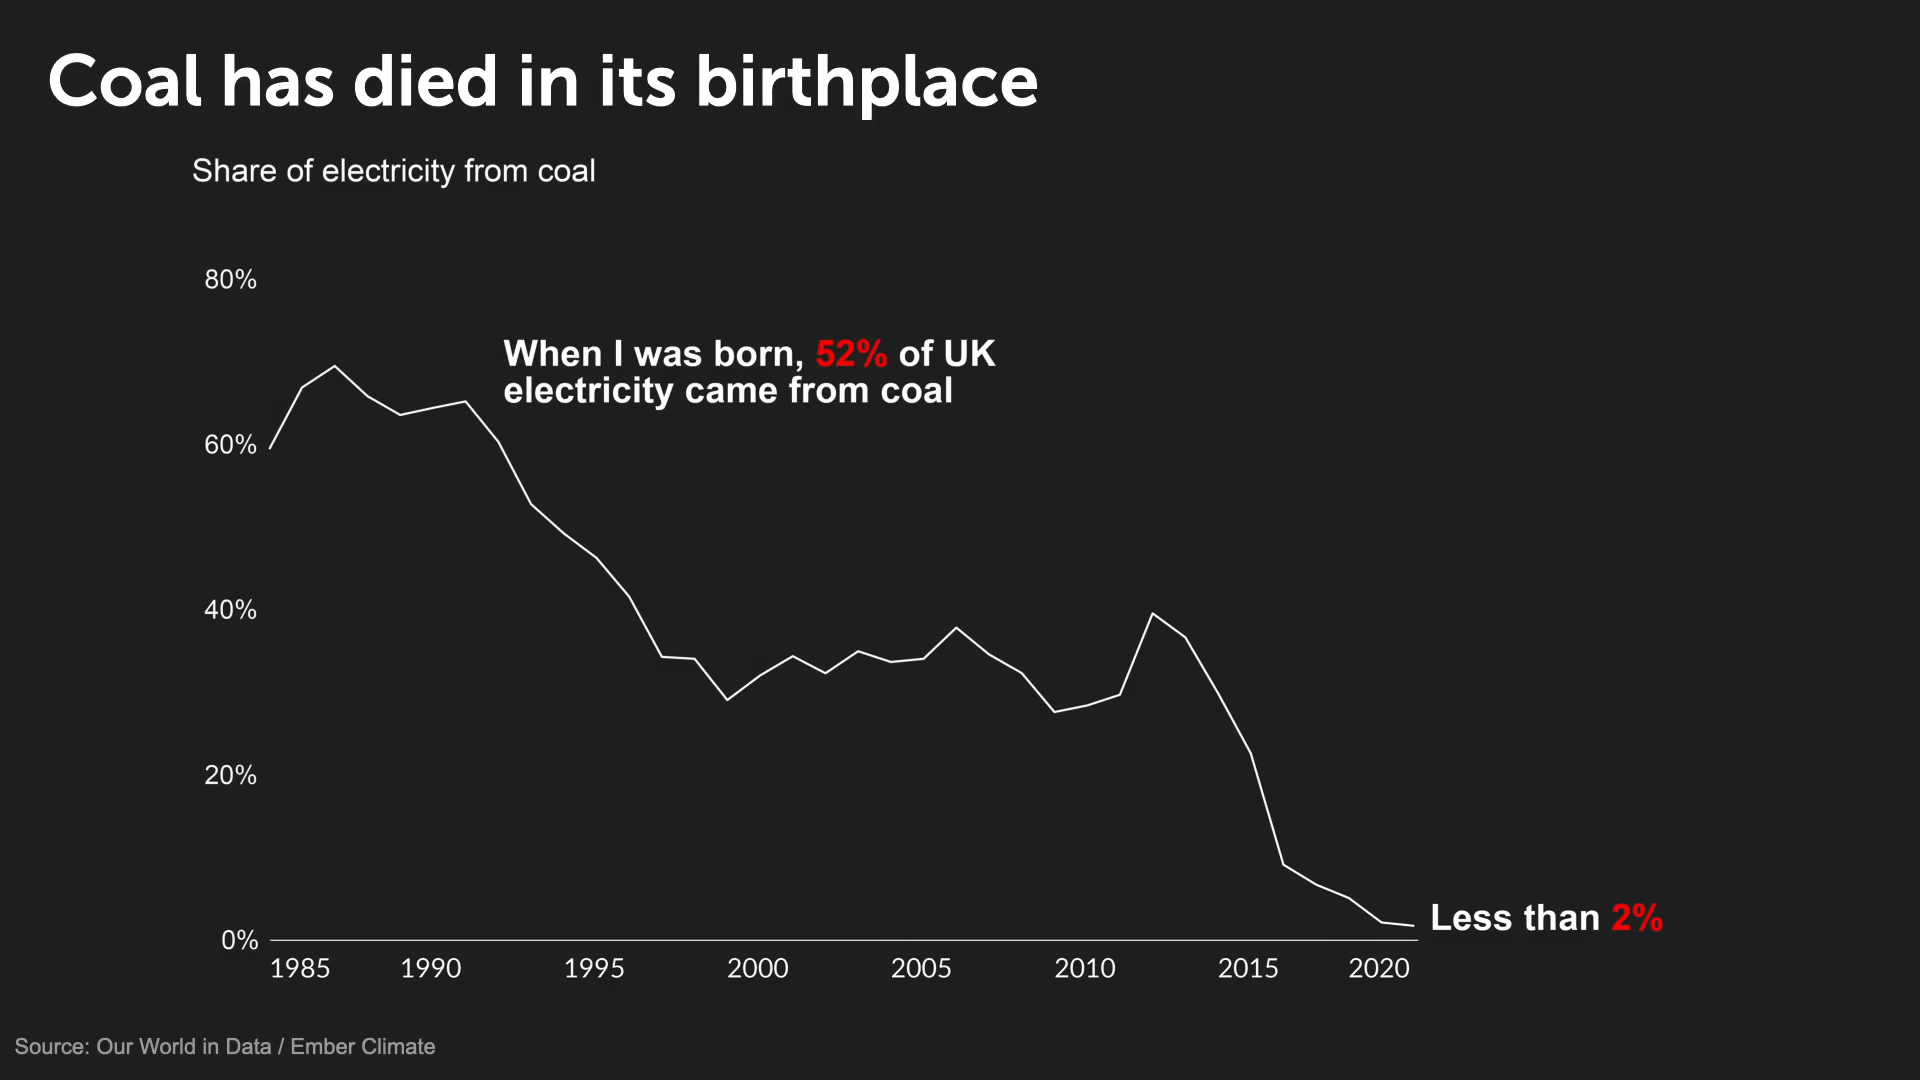 Coal has died in its birthplace
Share of electricity from coal
80%
When I was born, 52% of UK
electricity came from coal
60%
40%
20%
0%
Less than 2%
1985 1990 1995 2000 2005 2010 2015 2020
Source: Our World in Data / Ember Climate